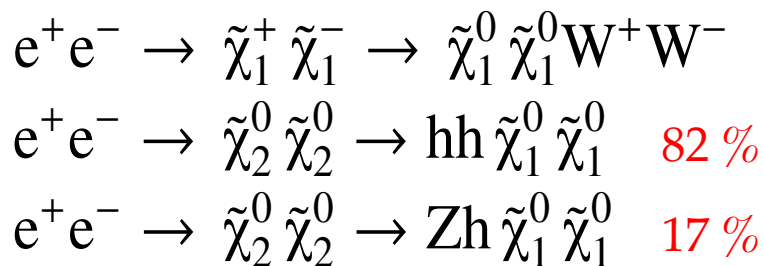 e⁺e⁻ → χ̃₁⁺ χ̃₁⁻ → χ̃₁⁰ χ̃₁⁰W⁺W⁻
e⁺e⁻ → χ̃₂⁰ χ̃₂⁰ → hh χ̃₁⁰ χ̃₁⁰ 82 %
e⁺e⁻ → χ̃₂⁰ χ̃₂⁰ → Zh χ̃₁⁰ χ̃₁⁰ 17 %